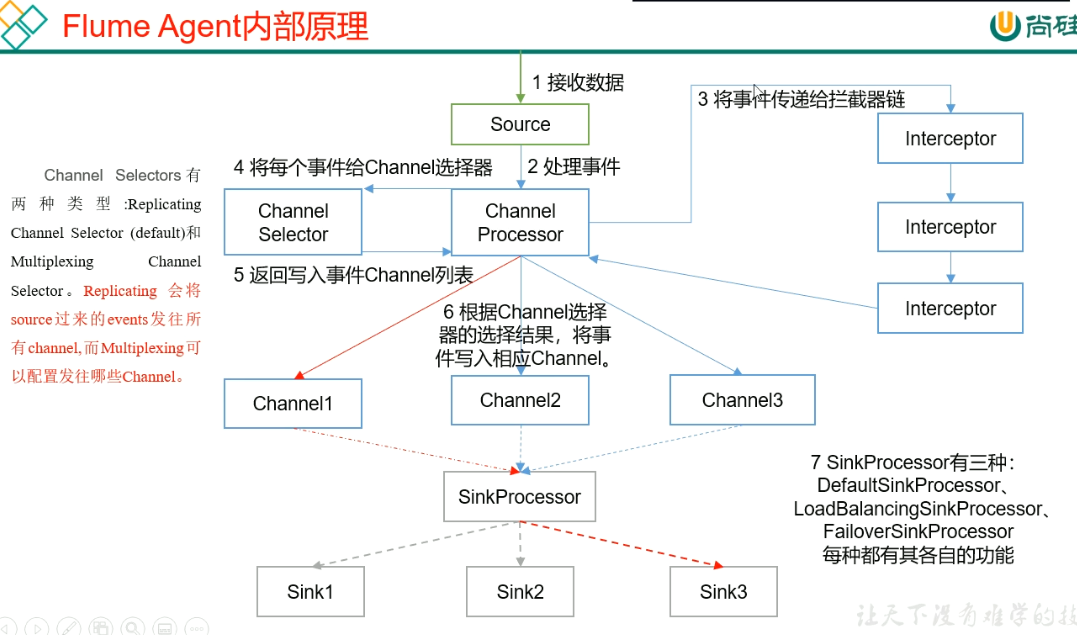 Flume Agent内部原理
尚硅
1 接收数据
Source
3 将事件传递给拦截器链
Interceptor
4 将每个事件给Channel选择器
2 处理事件
Channel Selectors有
两种类型:Replicating
Channel Selector (default)和
Multiplexing Channel
Selector。Replicating 会将
source过来的events发往所
有channel,而Multiplexing可
以配置发往哪些Channel。
Channel
Selector
Channel
Processor
Interceptor
5 返回写入事件Channel列表
Interceptor
6 根据Channel选择
器的选择结果，将事
件写入相应Channel。
Channel1
Channel2
Channel3
7 SinkProcessor有三种：
DefaultSinkProcessor、
LoadBalancingSinkProcessor、
FailoverSinkProcessor
每种都有其各自的功能
SinkProcessor
Sink1
Sink2
Sink3
让天下没有难学的技